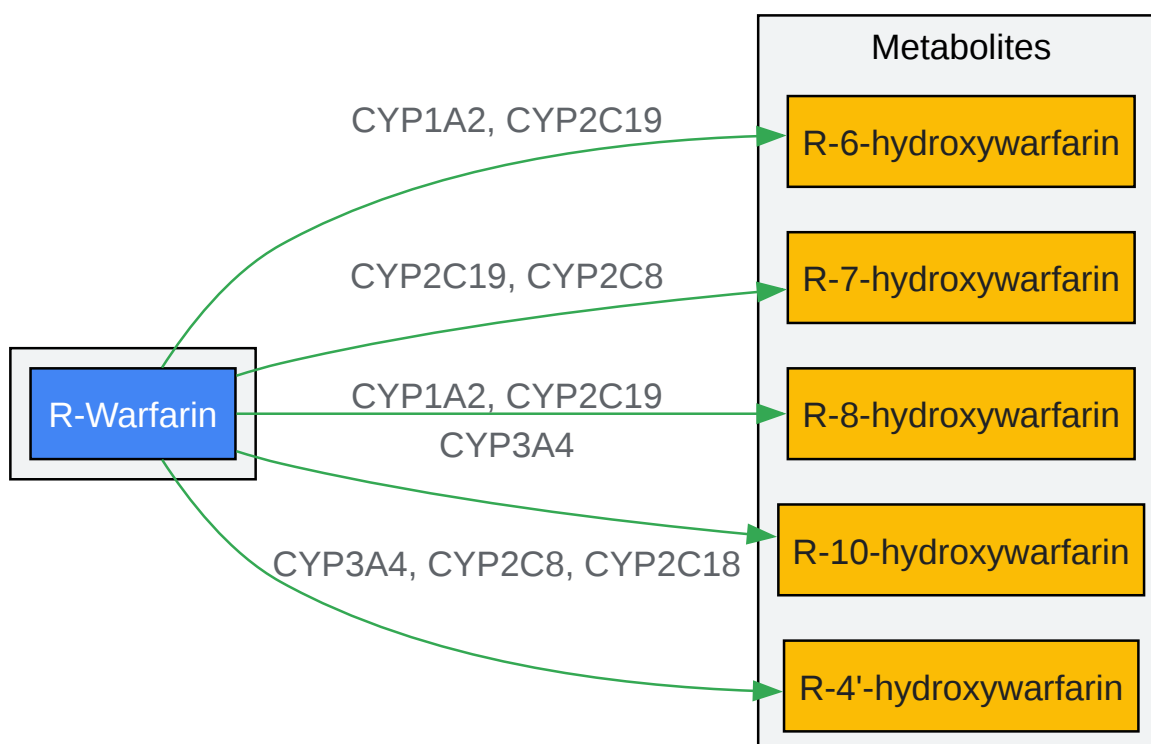 Metabolites
CYP1A2, CYP2C19
R-6-hydroxywarfarin
CYP2C19, CYP2C8
R-7-hydroxywarfarin
R-Warfarin
CYP1A2, CYP2C19
R-8-hydroxywarfarin
CYP3A4
R-10-hydroxywarfarin
CYP3A4, CYP2C8, CYP2C18
R-4'-hydroxywarfarin